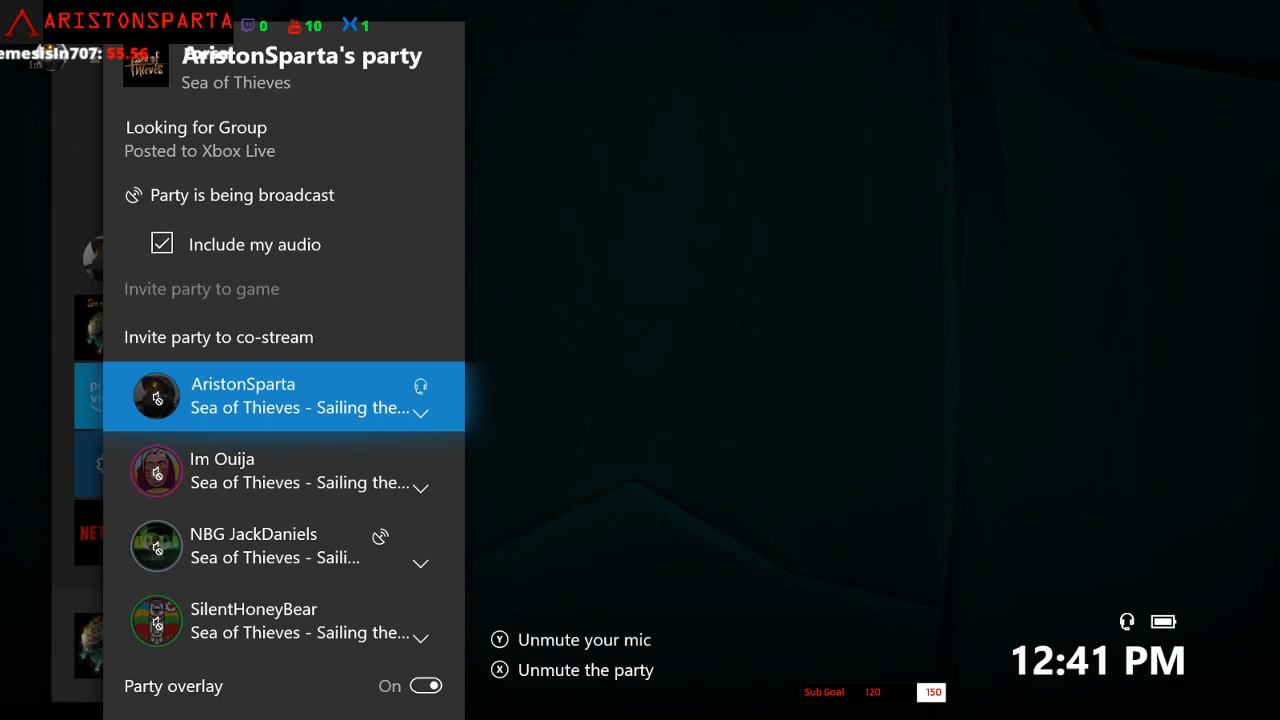 ARISTONSPARTA
0 10 1
emesisIn707: $5.56
AristonSparta's party
Sea of Thieves
Looking for Group
Posted to Xbox Live
Party is being broadcast
Include my audio
Invite party to game
Invite party to co-stream
AristonSparta
Sea of Thieves - Sailing the...
Im Ouija
Sea of Thieves - Sailing the...
NBG JackDaniels
Sea of Thieves - Saili...
SilentHoneyBear
Sea of Thieves - Sailing the...
Party overlay On
Y Unmute your mic
X Unmute the party
12:41 PM
Sub Goal 120 150